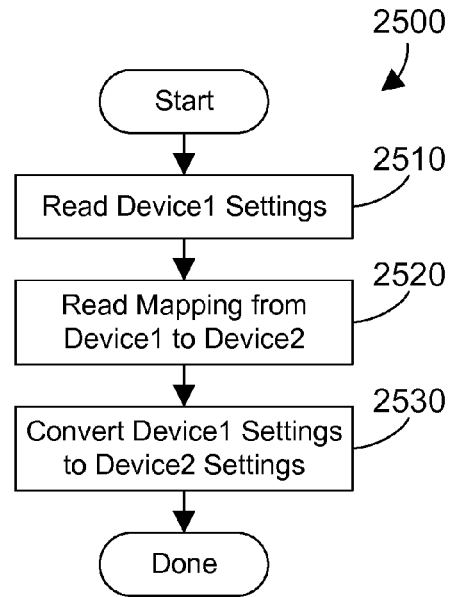 2500
Start
2510
Read Device1 Settings
2520
Read Mapping from
Device1 to Device2
2530
Convert Device1 Settings
to Device2 Settings
Done